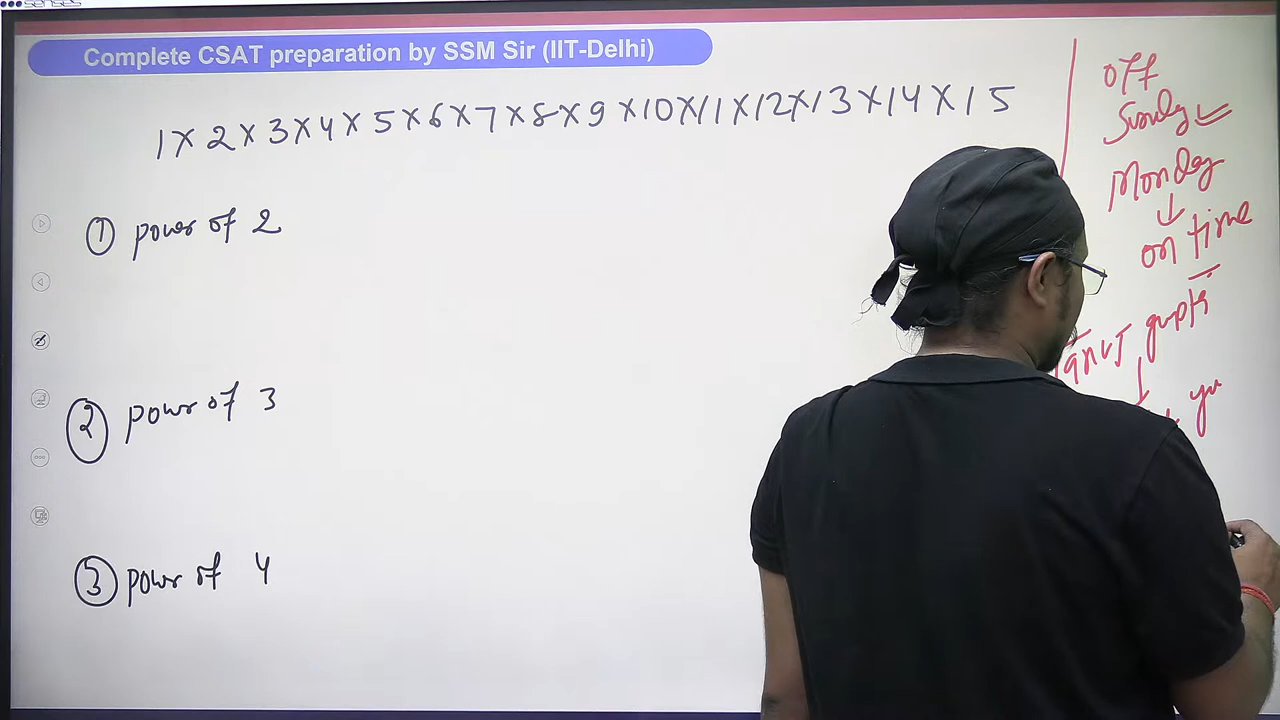 senses
Complete CSAT preparation by SSM Sir (IIT-Delhi)
1 X 2 X 3 X 4 X 5 X 6 X 7 X 8 X 9 X 10 X 11 X 12 X 13 X 14 X 15
① power of 2
② power of 3
③ power of 4
off
Sunday
Monday
↓
on time
gupta
↓